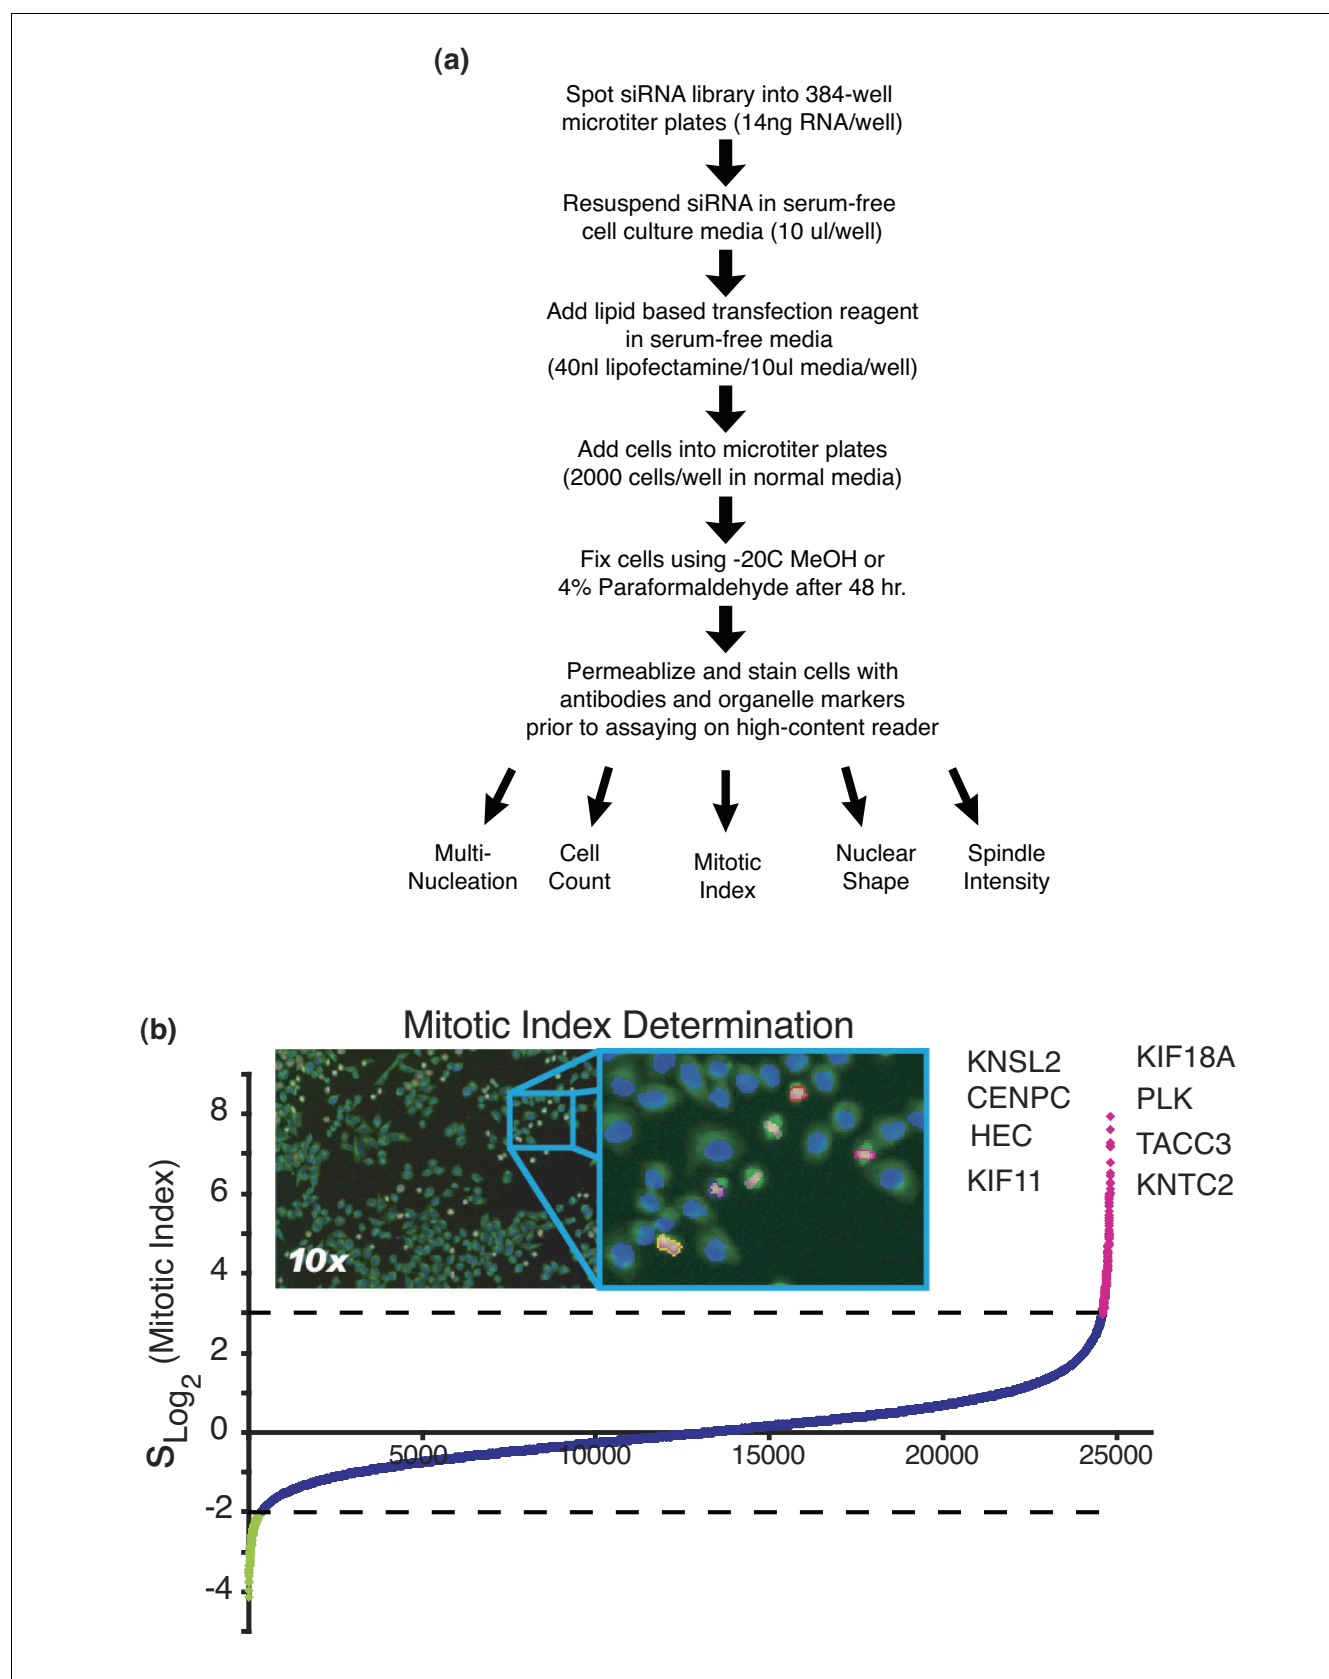 (a)
Spot siRNA library into 384-well
microtiter plates (14ng RNA/well)
Resuspend siRNA in serum-free
cell culture media (10 ul/well)
Add lipid based transfection reagent
in serum-free media
(40nl lipofectamine/10ul media/well)
Add cells into microtiter plates
(2000 cells/well in normal media)
Fix cells using -20C MeOH or
4% Paraformaldehyde after 48 hr.
Permeablize and stain cells with
antibodies and organelle markers
prior to assaying on high-content reader
Multi-
Nucleation
Cell
Count
Mitotic
Index
Nuclear
Shape
Spindle
Intensity
(b)
Mitotic Index Determination
KNSL2
CENPC
HEC
KIF11
KIF18A
PLK
TACC3
KNTC2
10x
SLog2 (Mitotic Index)
8
6
4
2
0
-2
-4
5000
10000
15000
20000
25000